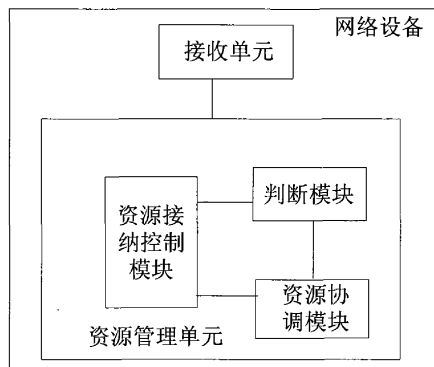 网络设备
接收单元
判断模块
资源接
纳控制
模块
资源协
调模块
资源管理单元